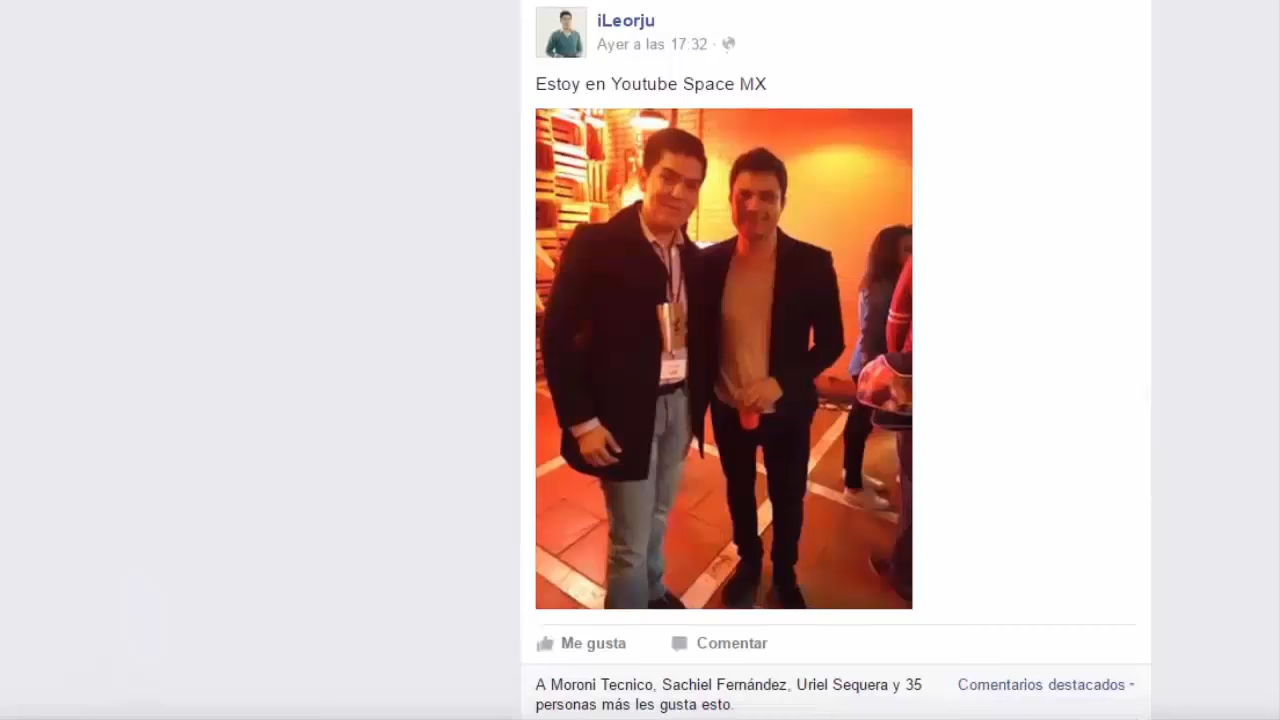 iLeorju
Ayer a las 17:32 ·
Estoy en Youtube Space MX
Me gusta
Comentar
A Moroni Tecnico, Sachiel Fernández, Uriel Sequera y 35
personas más les gusta esto.
Comentarios destacados